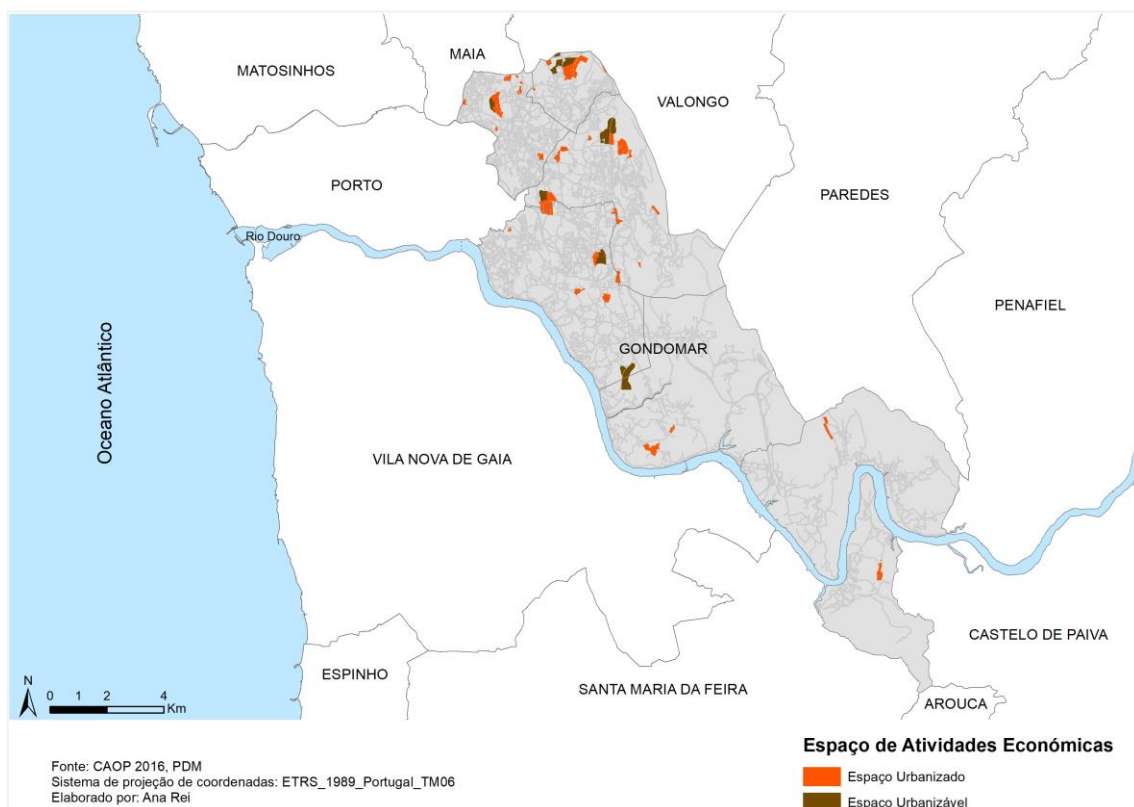 MAIA
MATOSINHOS
VALONGO
PORTO
PAREDES
Rio Douro
PENAFIEL
GONDOMAR
Oceano Atlântico
VILA NOVA DE GAIA
CASTELO DE PAIVA
ESPINHO
SANTA MARIA DA FEIRA
AROUCA
N
0 1 2 4
Km
Espaço de Atividades Económicas
Fonte: CAOP 2016, PDM
Sistema de projeção de coordenadas: ETRS_1989_Portugal_TM06
Elaborado por: Ana Rei
Espaço Urbanizado
Espaço Urbanizável